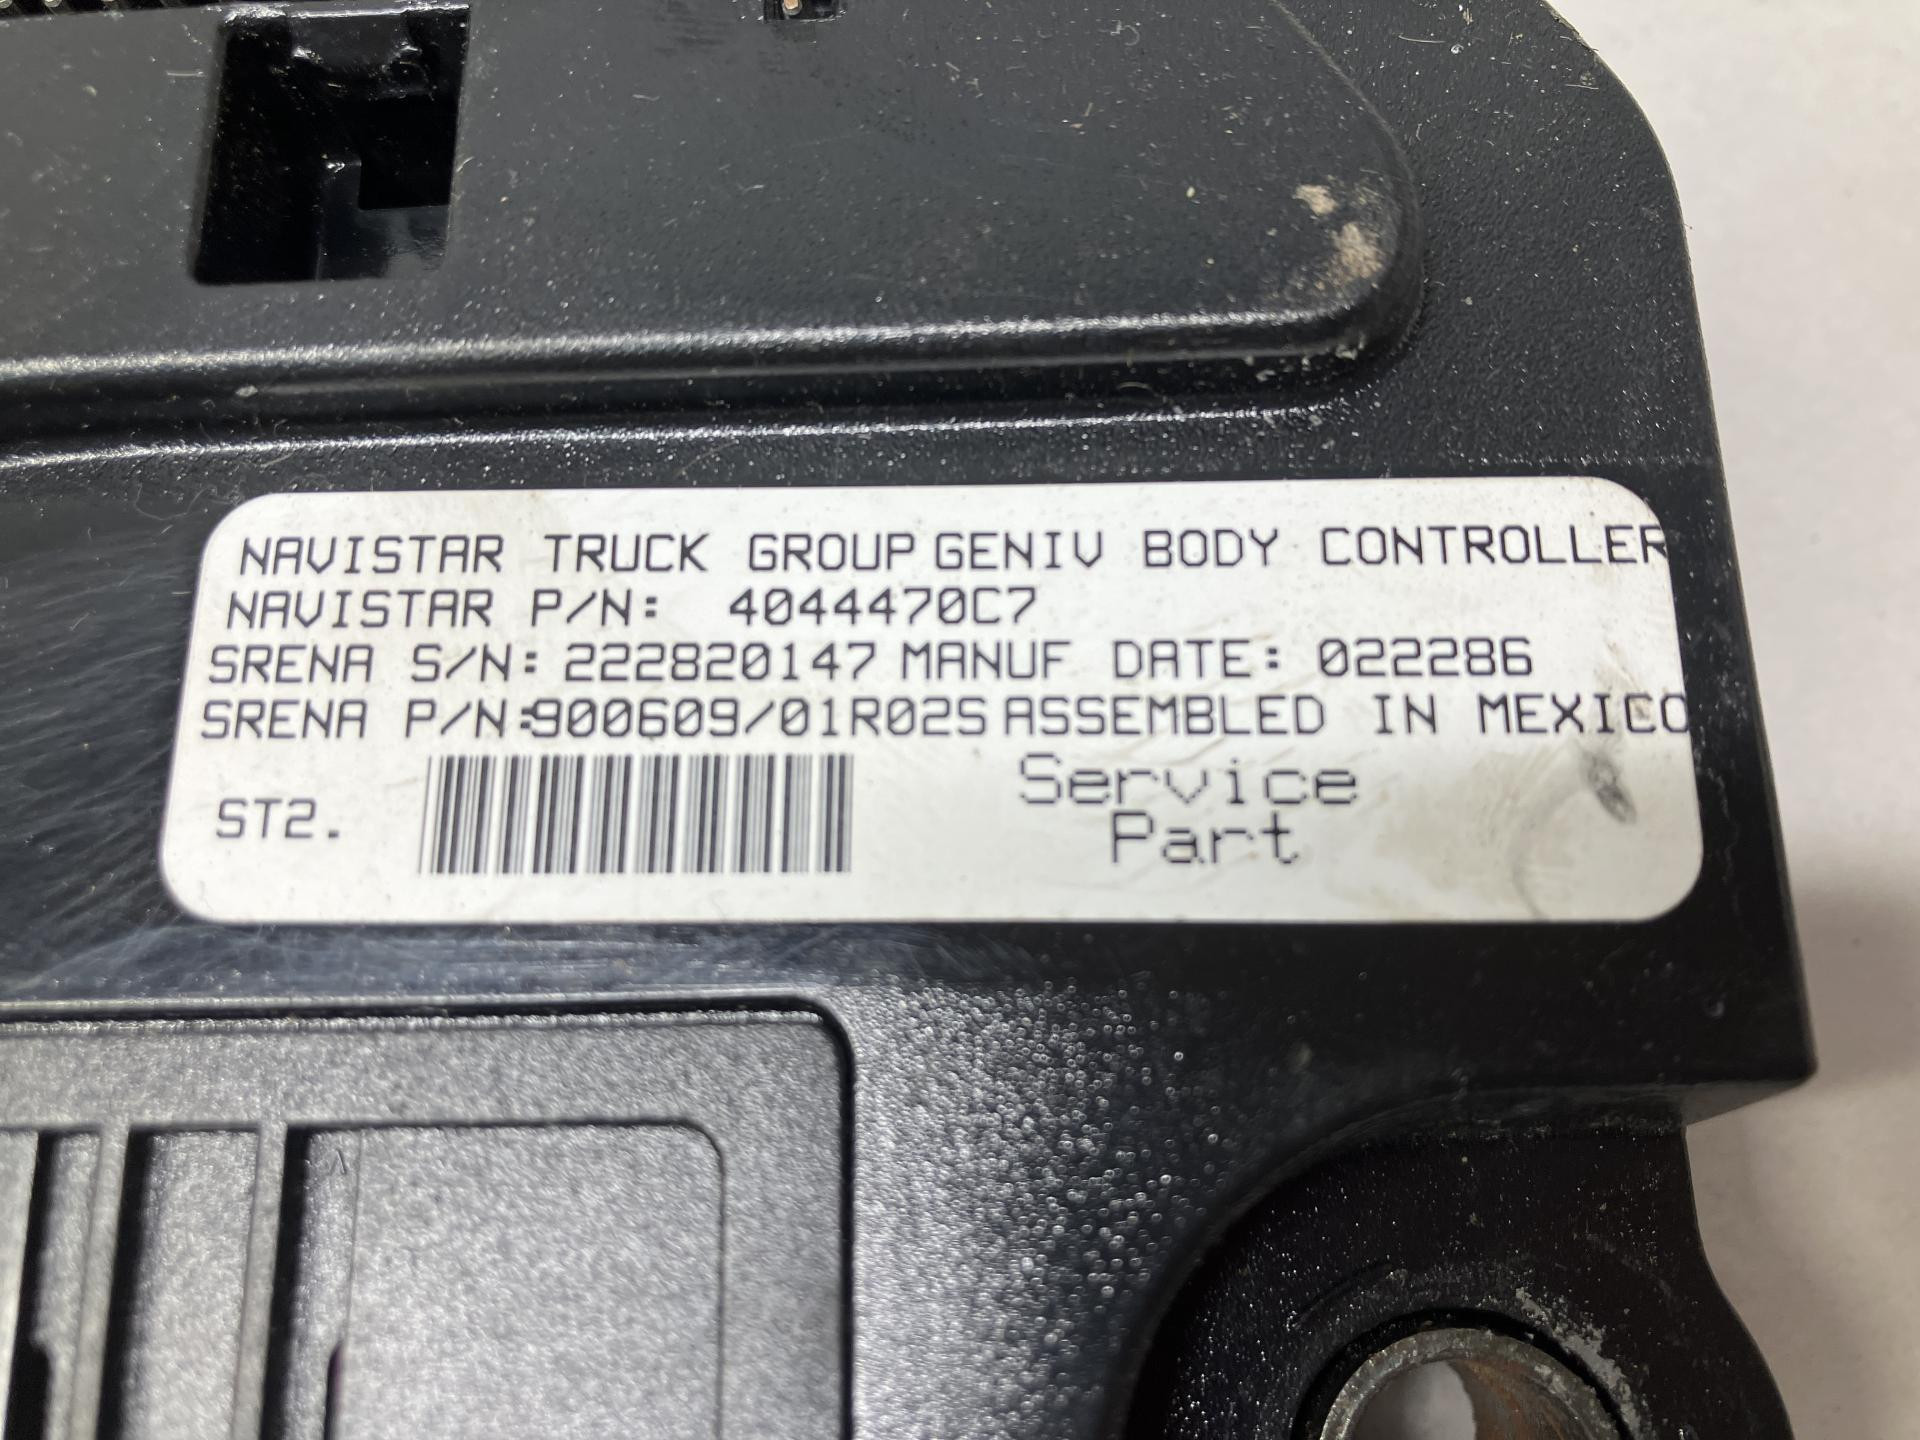 NAVISTAR TRUCK GROUP GENIV BODY CONTROLLER
NAVISTAR P/N: 4044470C7
SRENA S/N: 222820147 MANUF DATE: 022286
SRENA P/N:900609/01R02S ASSEMBLED IN MEXICO
ST2.
Service
Part